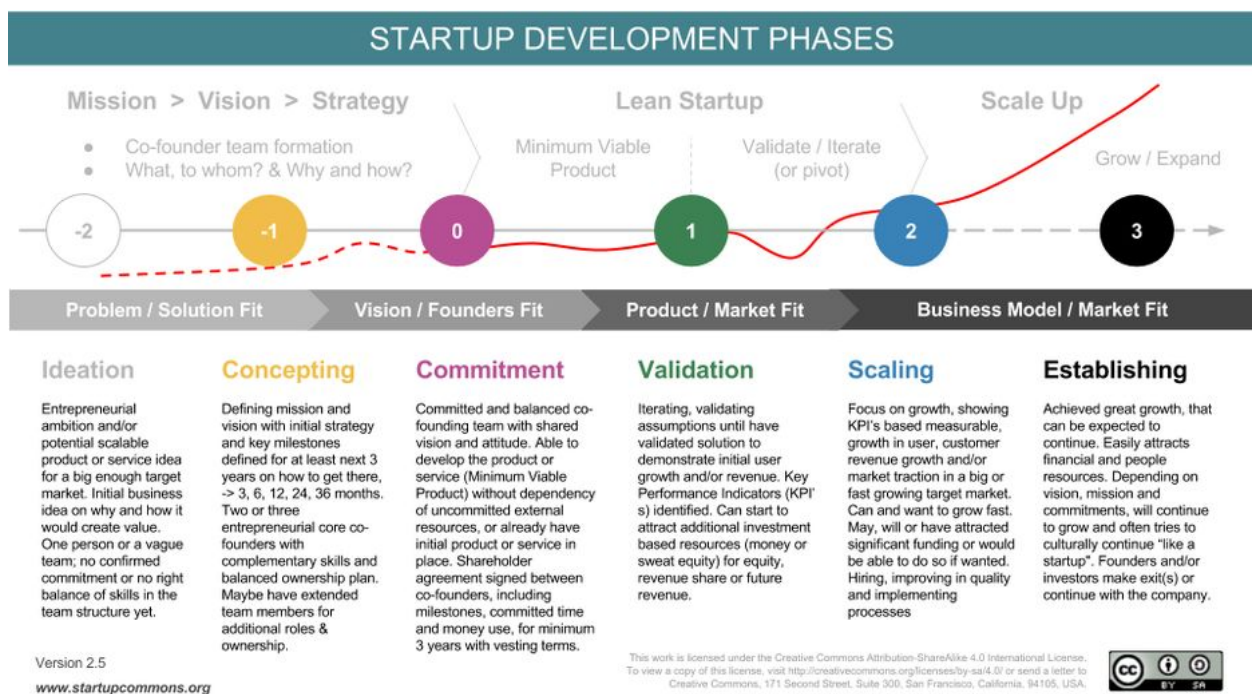 STARTUP DEVELOPMENT PHASES
Mission > Vision > Strategy
● Co-founder team formation
● What, to whom? & Why and how?
Lean Startup
Minimum Viable
Product
Validate / Iterate
(or pivot)
Scale Up
Grow / Expand
-2
-1
0
1
2
3
Problem / Solution Fit
Vision / Founders Fit
Product / Market Fit
Business Model / Market Fit
Ideation
Entrepreneurial
ambition and/or
potential scalable
product or service idea
for a big enough target
market. Initial business
idea on why and how it
would create value.
One person or a vague
team; no confirmed
commitment or no right
balance of skills in the
team structure yet.
Concepting
Defining mission and
vision with initial strategy
and key milestones
defined for at least next 3
years on how to get there,
-> 3, 6, 12, 24, 36 months.
Two or three
entrepreneurial core co-
founders with
complementary skills and
balanced ownership plan.
Maybe have extended
team members for
additional roles &
ownership.
Commitment
Committed and balanced co-
founding team with shared
vision and attitude. Able to
develop the product or
service (Minimum Viable
Product) without dependency
of uncommitted external
resources, or already have
initial product or service in
place. Shareholder
agreement signed between
co-founders, including
milestones, committed time
and money use, for minimum
3 years with vesting terms.
Validation
Iterating, validating
assumptions until have
validated solution to
demonstrate initial user
growth and/or revenue. Key
Performance Indicators (KPI'
s) identified. Can start to
attract additional investment
based resources (money or
sweat equity) for equity,
revenue share or future
revenue.
Scaling
Focus on growth, showing
KPI's based measurable,
growth in user, customer
revenue growth and/or
market traction in a big or
fast growing target market.
Can and want to grow fast.
May, will or have attracted
significant funding or would
be able to do so if wanted.
Hiring, improving in quality
and implementing
processes
Establishing
Achieved great growth, that
can be expected to
continue. Easily attracts
financial and people
resources. Depending on
vision, mission and
commitments, will continue
to grow and often tries to
culturally continue “like a
startup”. Founders and/or
investors make exit(s) or
continue with the company.
Version 2.5
www.startupcommons.org
This work is licensed under the Creative Commons Attribution-ShareAlike 4.0 International License.
To view a copy of this license, visit http://creativecommons.org/licenses/by-sa/4.0/ or send a letter to
Creative Commons, 171 Second Street, Suite 300, San Francisco, California, 94105, USA.
cc
BY SA